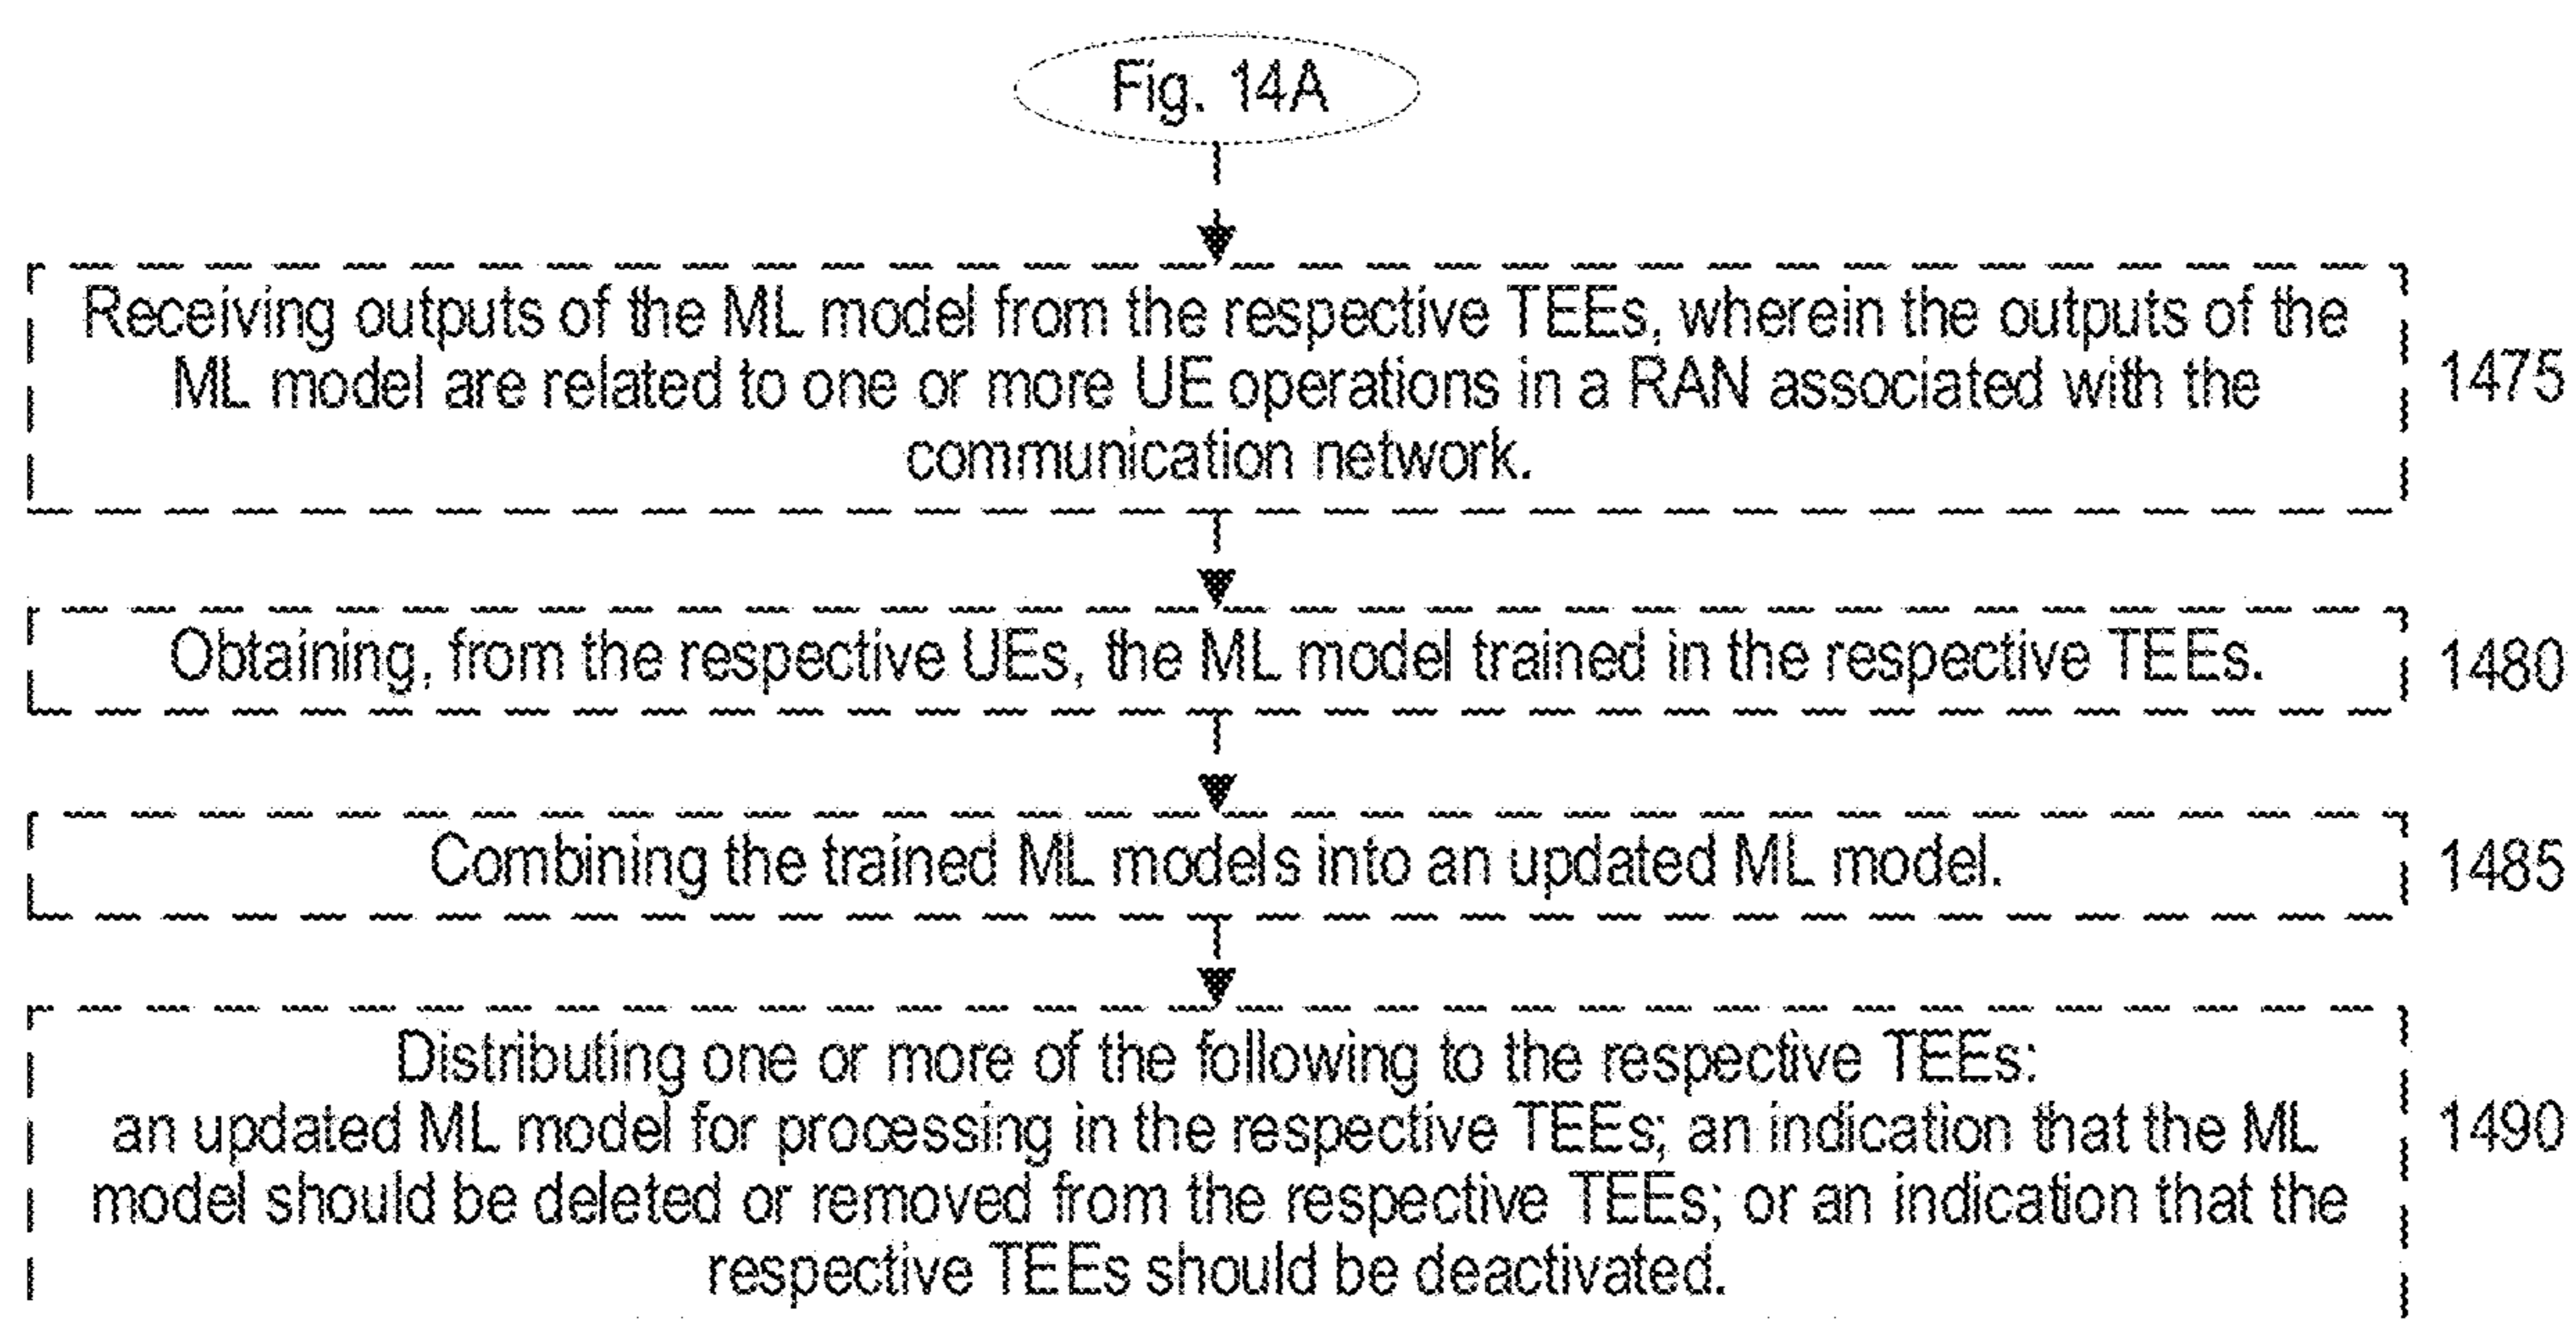 Fig. 14A
Receiving outputs of the ML model from the respective TEEs, wherein the outputs of the
ML model are related to one or more UE operations in a RAN associated with the
communication network.
1475
Obtaining, from the respective UEs, the ML model trained in the respective TEEs.
1480
Combining the trained ML models into an updated ML model.
1485
Distributing one or more of the following to the respective TEEs:
an updated ML model for processing in the respective TEEs; an indication that the ML
model should be deleted or removed from the respective TEEs; or an indication that the
respective TEEs should be deactivated.
1490